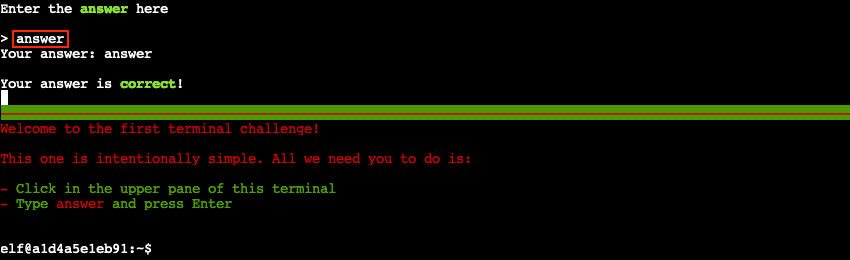 Enter the answer here
> answer
Your answer: answer
Your answer is correct!
Welcome to the first terminal challenge!
This one is intentionally simple. All we need you to do is:
- Click in the upper pane of this terminal
- Type answer and press Enter
elf@a1d4a5e1eb91:~$